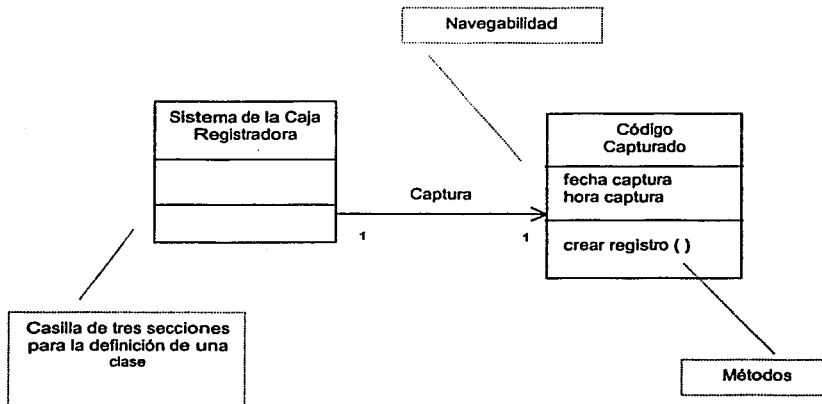 Navegabilidad
Sistema de la Caja
Registradora
Código
Capturado
fecha captura
hora captura
Captura
1
1
crear registro ( )
Casilla de tres secciones
para la definición de una
clase
Métodos